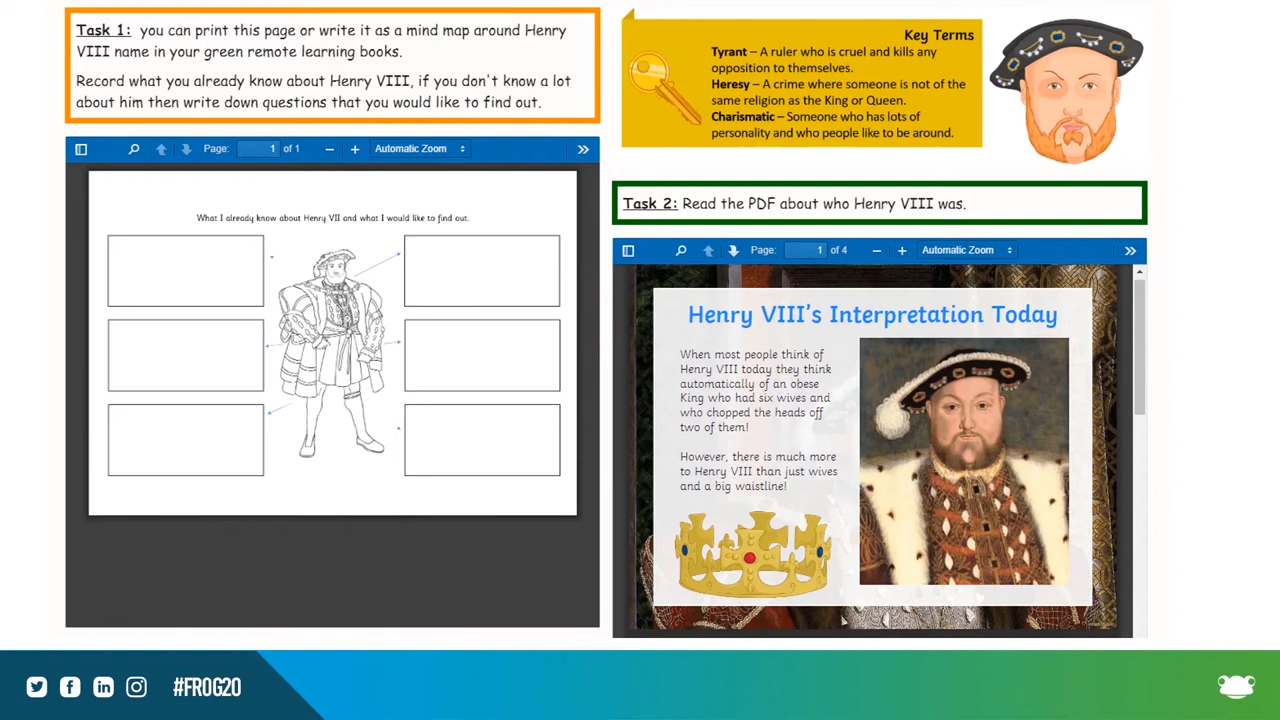 Task 1: you can print this page or write it as a mind map around Henry
VIII name in your green remote learning books.
Record what you already know about Henry VIII, if you don't know a lot
about him then write down questions that you would like to find out.
Page: 1 of 1
Automatic Zoom
What I already know about Henry VII and what I would like to find out.
Key Terms
Tyrant – A ruler who is cruel and kills any
opposition to themselves.
Heresy – A crime where someone is not of the
same religion as the King or Queen.
Charismatic – Someone who has lots of
personality and who people like to be around.
Task 2: Read the PDF about who Henry VIII was.
Page: 1 of 4
Automatic Zoom
Henry VIII's Interpretation Today
When most people think of
Henry VIII today they think
automatically of an obese
King who had six wives and
who chopped the heads off
two of them!
However, there is much more
to Henry VIII than just wives
and a big waistline!
#FROG20